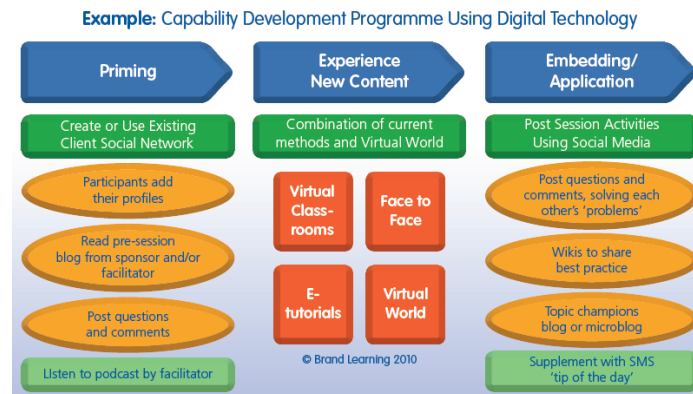 Example: Capability Development Programme Using Digital Technology
Priming
Create or Use Existing
Client Social Network
Participants add
their profiles
Read pre-session
blog from sponsor and/or
facilitator
Post questions
and comments
LIsten to podcast by facilitator
Experience
New Content
Combination of current
methods and Virtual World
Virtual
Class-
rooms
Face to
Face
E-
tutorials
Virtual
World
© Brand Learning 2010
Embedding/
Application
Post Session Activities
Using Social Media
Post questions and
comments, solving each
other's 'problems'
Wikis to share
best practice
Topic champions
blog or microblog
Supplement with SMS
'tip of the day'